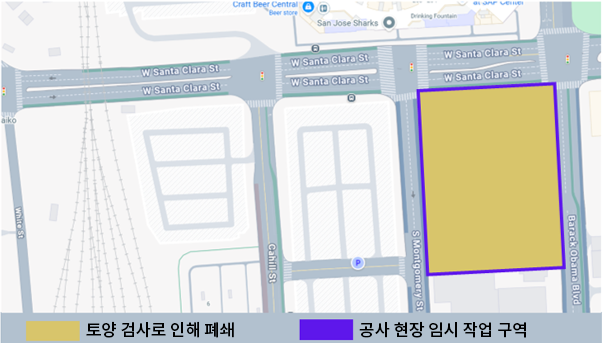 Craft Beer Central
Beer store
San Jose Sharks
Drinking Fountain
at SAP Center
W Santa Clara St
W Santa Clara St
W Santa Clara St
W Santa Clara St
W Santa Clara St
W Santa Clara St
aiko
White St
Cahill St
P
S Montgomery St
Barack Obama Blvd
토양 검사로 인해 폐쇄
공사 현장 임시 작업 구역